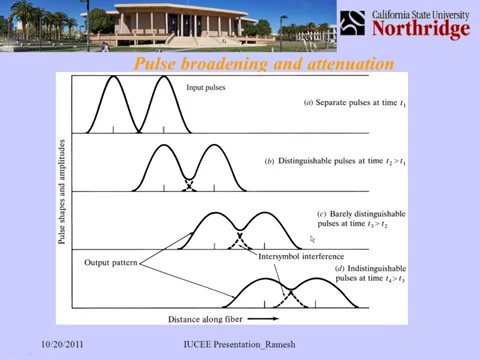 California State University
Northridge
Pulse broadening and attenuation
Input pulses
(a) Separate pulses at time t1
(b) Distinguishable pulses at time t2 > t1
(c) Barely distinguishable
pulses at time t3 > t2
Intersymbol interference
Output pattern
(d) Indistinguishable
pulses at time t4 > t3
Pulse shapes and amplitudes
Distance along fiber
10/20/2011
IUCEE Presentation_Ramesh